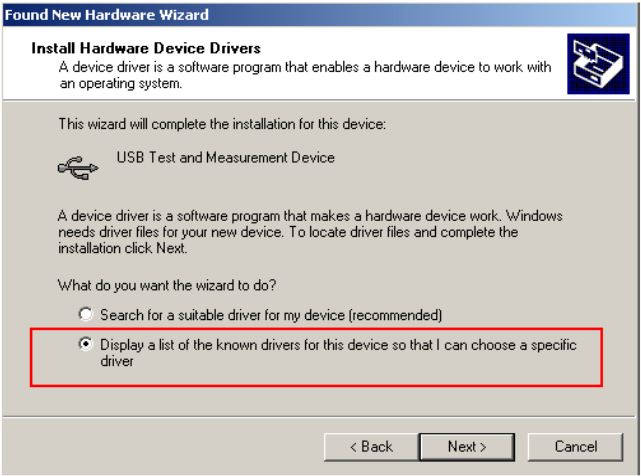 Found New Hardware Wizard
Install Hardware Device Drivers
A device driver is a software program that enables a hardware device to work with
an operating system.
This wizard will complete the installation for this device:
USB Test and Measurement Device
A device driver is a software program that makes a hardware device work. Windows
needs driver files for your new device. To locate driver files and complete the
installation click Next.
What do you want the wizard to do?
Search for a suitable driver for my device (recommended)
Display a list of the known drivers for this device so that I can choose a specific
driver
< Back Next > Cancel